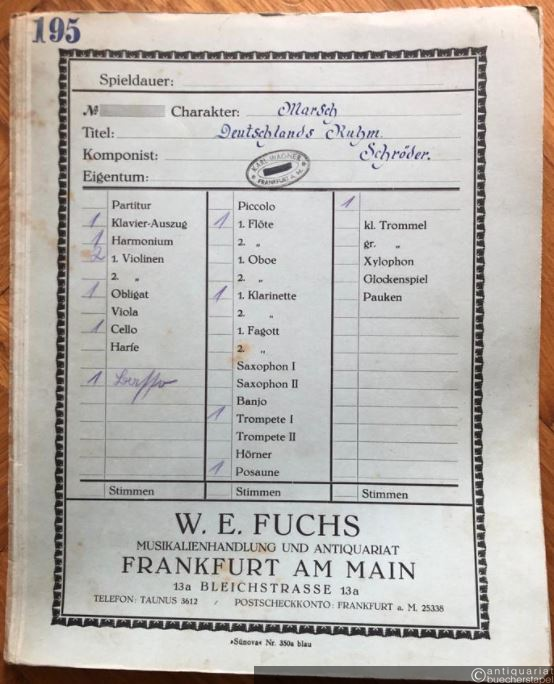 195
Spieldauer:
№ Charakter: Marsch
Titel: Deutschlands Ruhm.
Komponist: Schröder.
KARL WAGNER
FRANKFURT A. M.
Eigentum:
Partitur
1 Klavier-Auszug
1 Harmonium
2 1. Violinen
2. „
1 Obligat
Viola
1 Cello
Harfe
1 Basso
Stimmen
Piccolo
1 1. Flöte
2. „
1. Oboe
2. „
1 1. Klarinette
2. „
1. Fagott
2. „
Saxophon I
Saxophon II
Banjo
1 Trompete I
Trompete II
Hörner
1 Posaune
Stimmen
1
kl. Trommel
gr. „
Xylophon
Glockenspiel
Pauken
Stimmen
W. E. FUCHS
MUSIKALIENHANDLUNG UND ANTIQUARIAT
FRANKFURT AM MAIN
13a BLEICHSTRASSE 13a
TELEFON: TAUNUS 3612 / POSTSCHECKKONTO: FRANKFURT a. M. 25338
»Sünova« Nr. 350a blau
antiquariat
buecherstapel